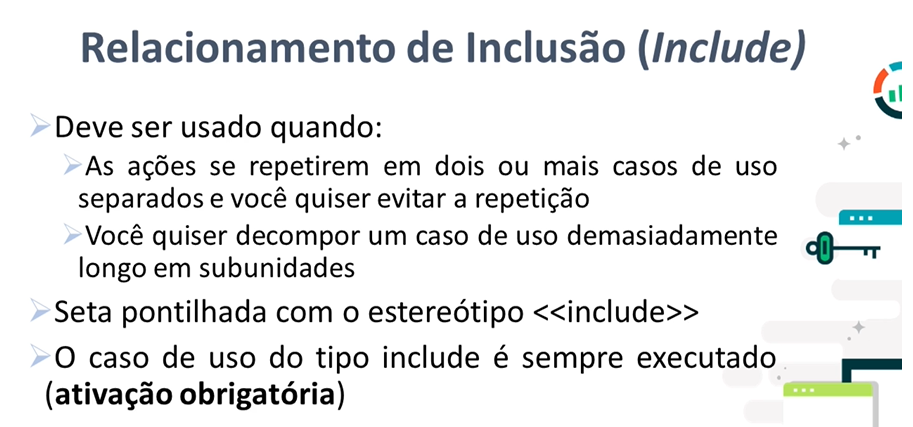 Relacionamento de Inclusão (Include)
Deve ser usado quando:
As ações se repetirem em dois ou mais casos de uso
separados e você quiser evitar a repetição
Você quiser decompor um caso de uso demasiadamente
longo em subunidades
Seta pontilhada com o estereótipo <<include>>
O caso de uso do tipo include é sempre executado
(ativação obrigatória)